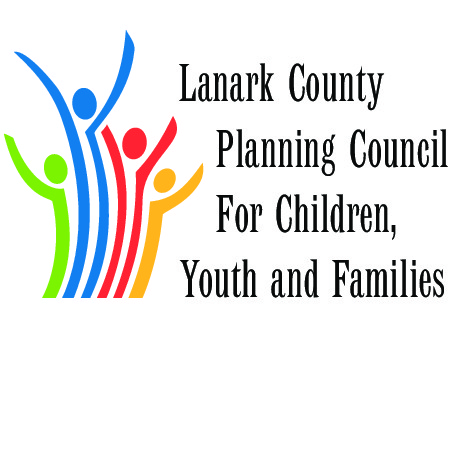 Lanark County
Planning Council
For Children,
Youth and Families